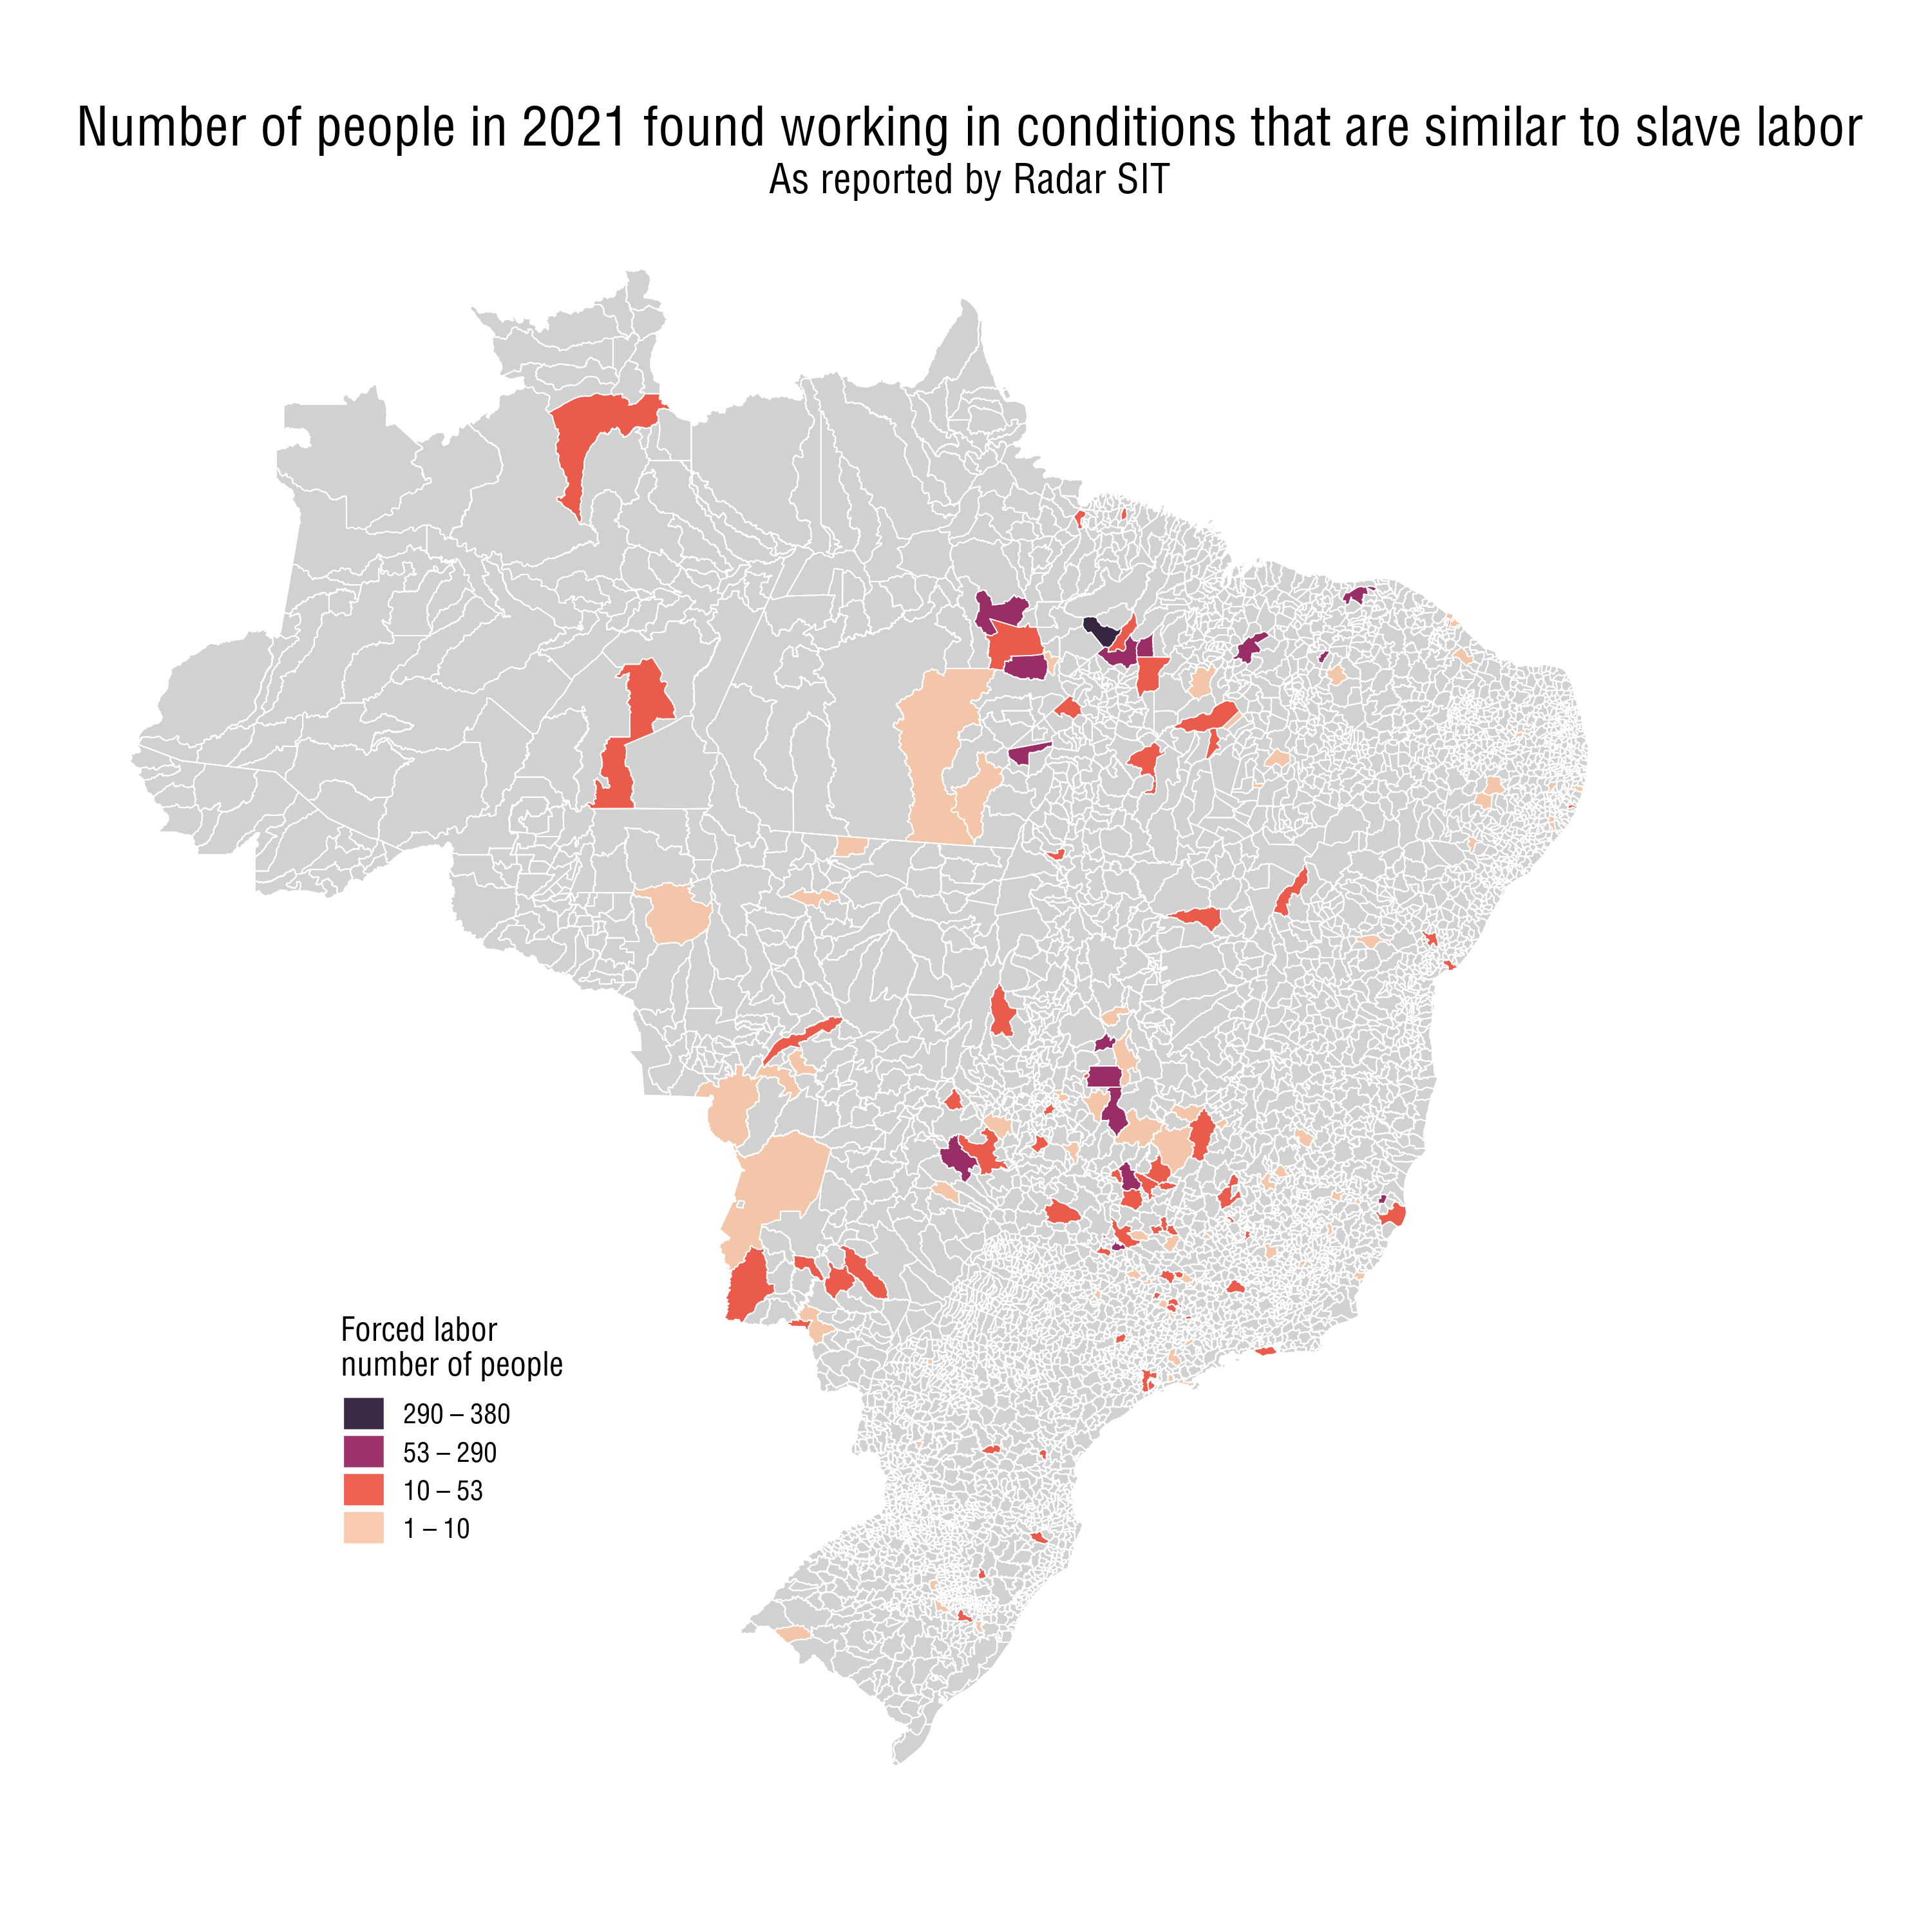 Number of people in 2021 found working in conditions that are similar to slave labor
As reported by Radar SIT
Forced labor
number of people
290 – 380
53 – 290
10 – 53
1 – 10